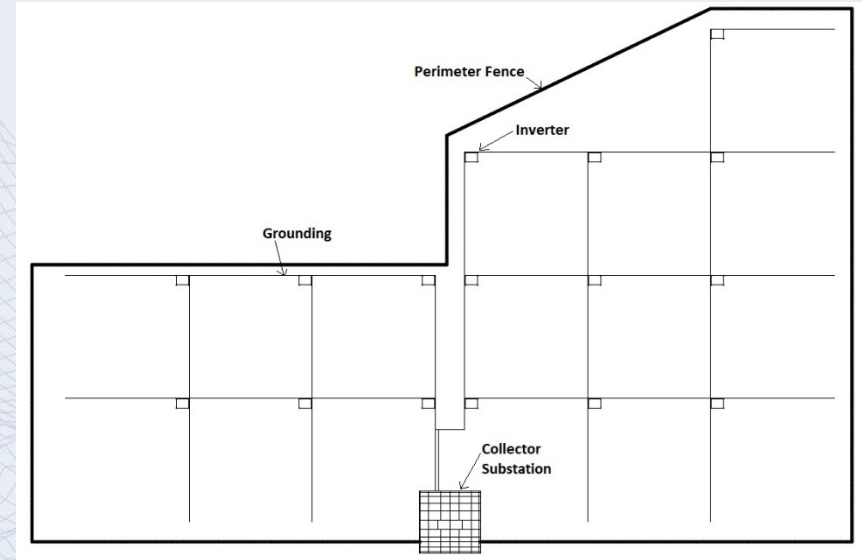 Perimeter Fence
Inverter
Grounding
Collector
Substation